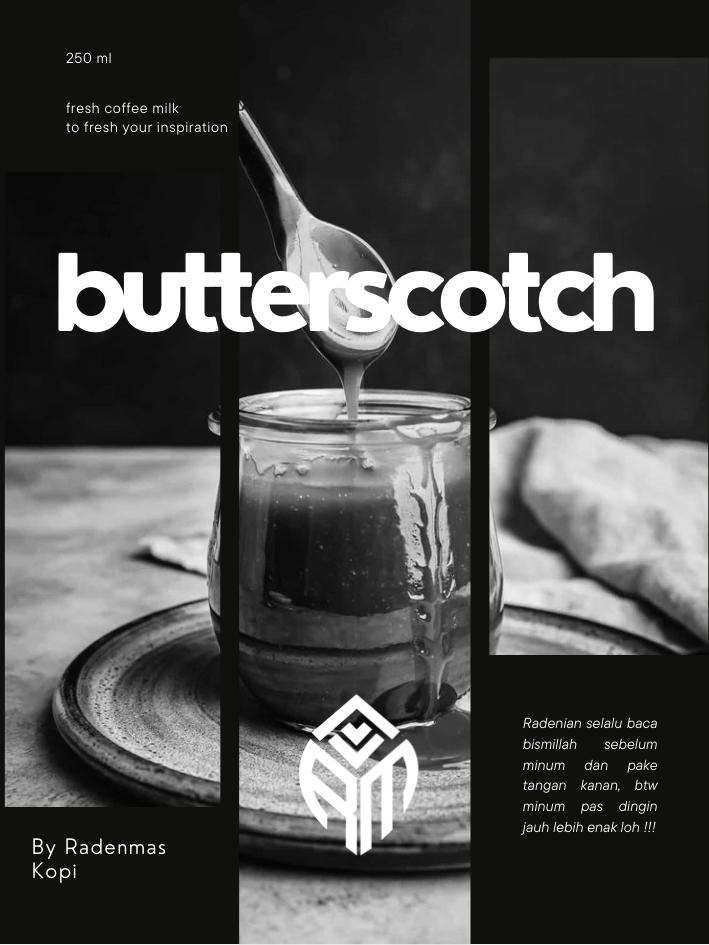 250 ml
fresh coffee milk
to fresh your inspiration
butterscotch
Radenian selalu baca
bismillah sebelum
minum dan pake
tangan kanan, btw
minum pas dingin
jauh lebih enak loh !!!
By Radenmas
Kopi